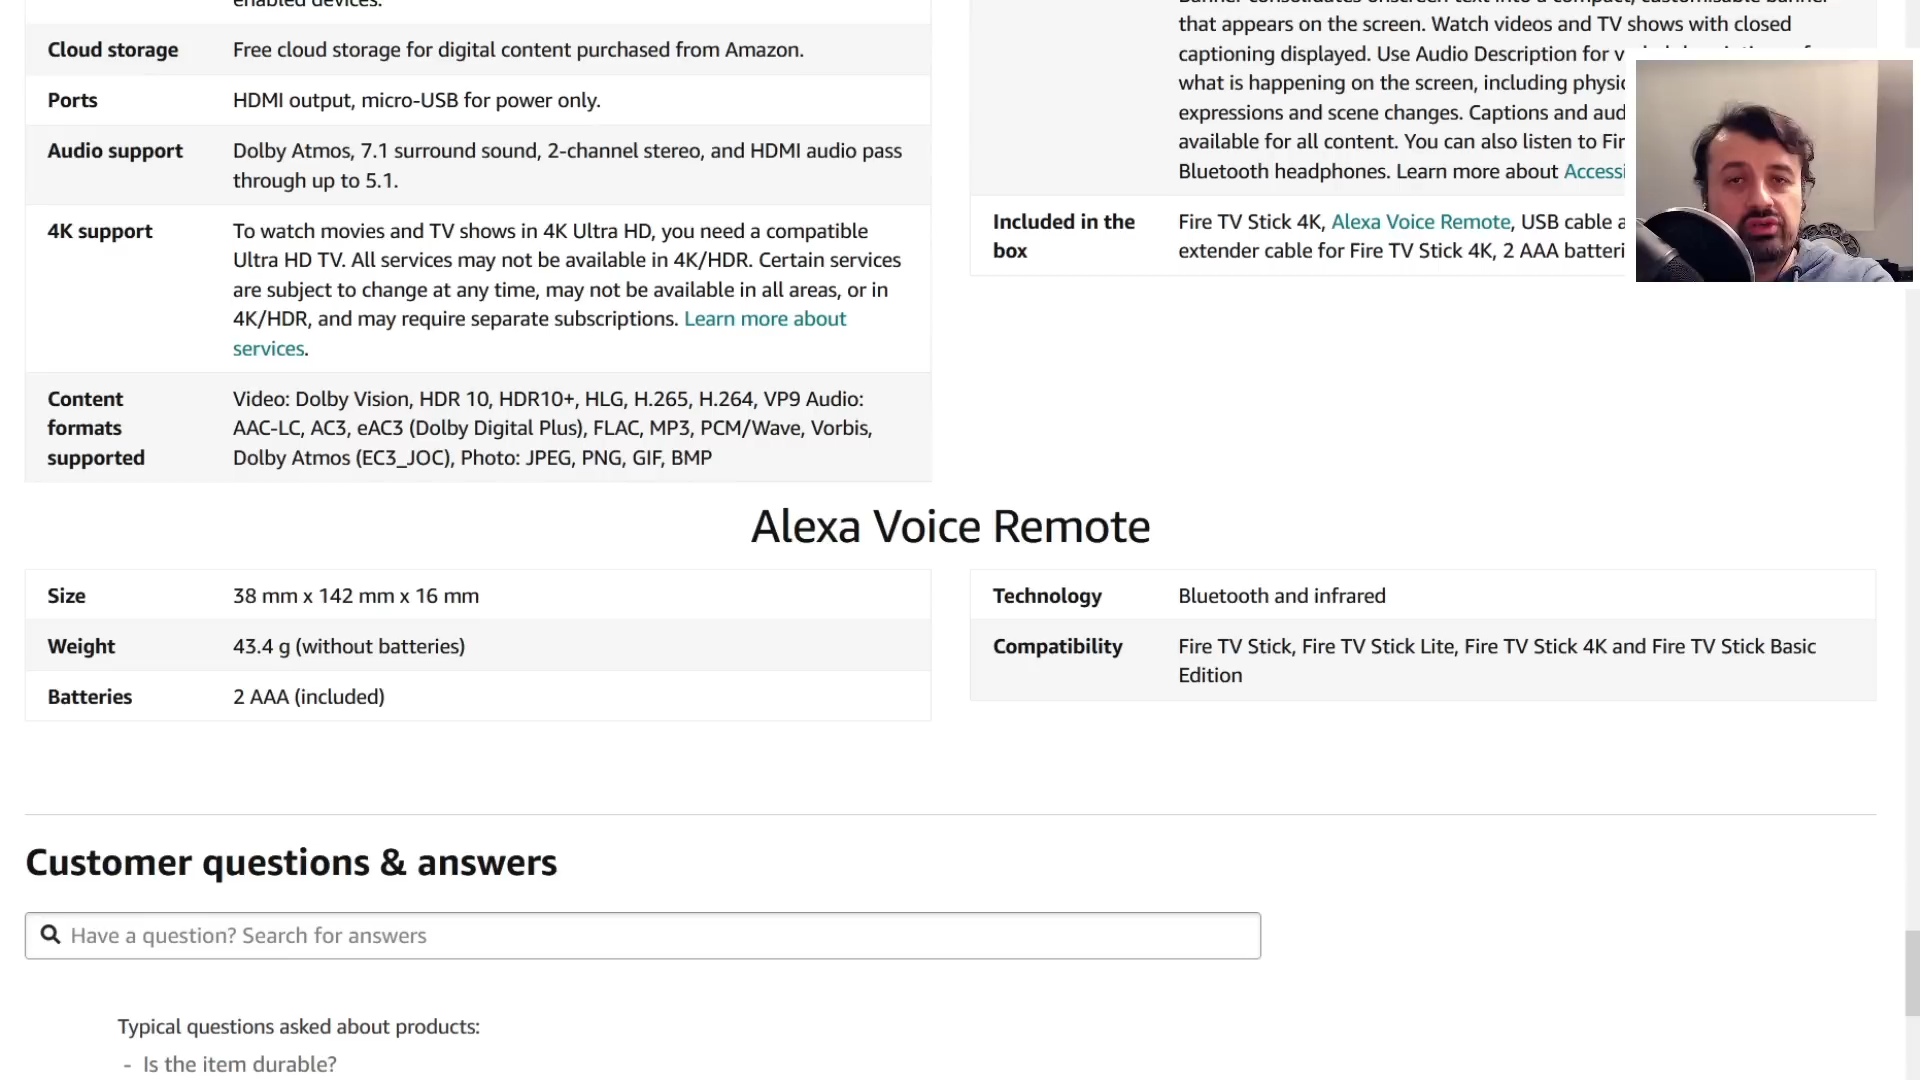 enabled devices.
Cloud storage Free cloud storage for digital content purchased from Amazon.
Ports HDMI output, micro-USB for power only.
Audio support Dolby Atmos, 7.1 surround sound, 2-channel stereo, and HDMI audio pass
through up to 5.1.
4K support To watch movies and TV shows in 4K Ultra HD, you need a compatible
Ultra HD TV. All services may not be available in 4K/HDR. Certain services
are subject to change at any time, may not be available in all areas, or in
4K/HDR, and may require separate subscriptions. Learn more about
services.
Content
formats
supported
Video: Dolby Vision, HDR 10, HDR10+, HLG, H.265, H.264, VP9 Audio:
AAC-LC, AC3, eAC3 (Dolby Digital Plus), FLAC, MP3, PCM/Wave, Vorbis,
Dolby Atmos (EC3_JOC), Photo: JPEG, PNG, GIF, BMP
Banner consolidates onscreen text into a compact, customisable banner
that appears on the screen. Watch videos and TV shows with closed
captioning displayed. Use Audio Description for
what is happening on the screen, including
expressions and scene changes. Captions and
available for all content. You can also listen to
Bluetooth headphones. Learn more about
Included in the
box
Fire TV Stick 4K, Alexa Voice Remote, USB cable
extender cable for Fire TV Stick 4K, 2 AAA
Alexa Voice Remote
Size 38 mm x 142 mm x 16 mm
Weight 43.4 g (without batteries)
Batteries 2 AAA (included)
Technology Bluetooth and infrared
Compatibility Fire TV Stick, Fire TV Stick Lite, Fire TV Stick 4K and Fire TV Stick Basic
Edition
Customer questions & answers
Have a question? Search for answers
Typical questions asked about products:
- Is the item durable?